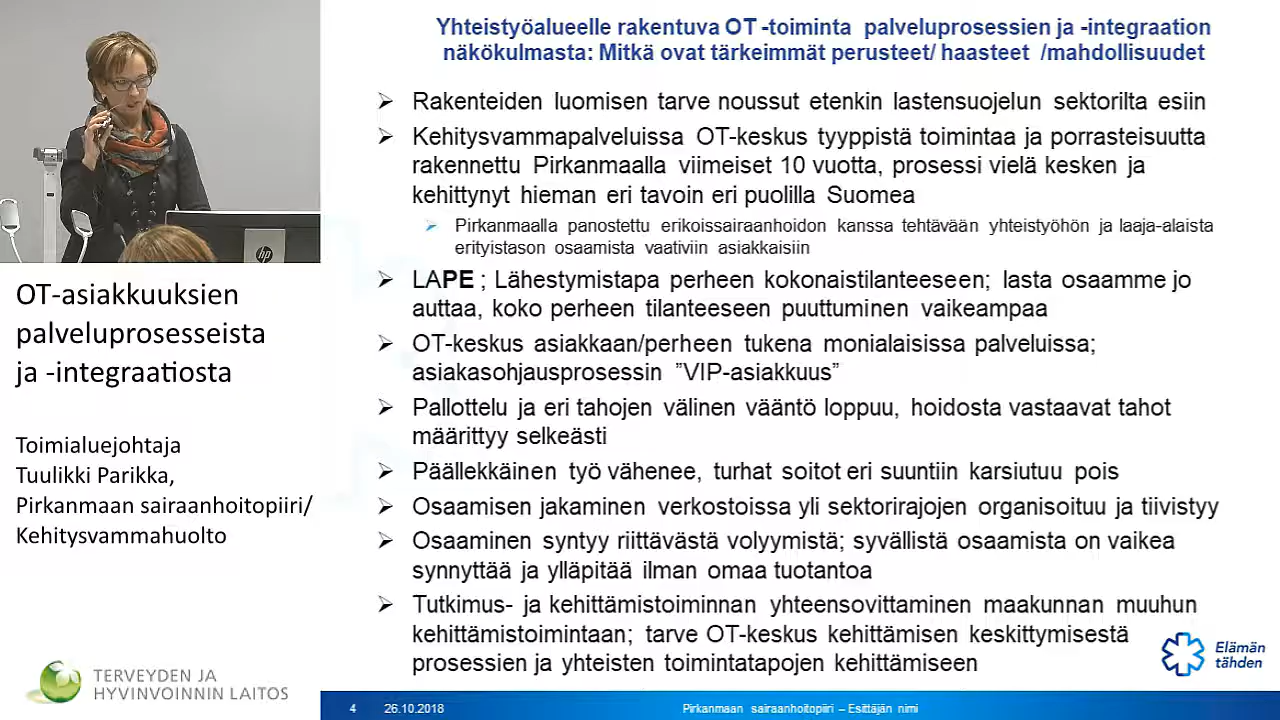 Yhteistyöalueelle rakentuva OT -toiminta palveluprosessien ja -integraation
näkökulmasta: Mitkä ovat tärkeimmät perusteet/ haasteet /mahdollisuudet
Rakenteiden luomisen tarve noussut etenkin lastensuojelun sektorilta esiin
Kehitysvammapalveluissa OT-keskus tyyppistä toimintaa ja porrasteisuutta
rakennettu Pirkanmaalla viimeiset 10 vuotta, prosessi vielä kesken ja
kehittynyt hieman eri tavoin eri puolilla Suomea
Pirkanmaalla panostettu erikoissairaanhoidon kanssa tehtävään yhteistyöhön ja laaja-alaista
erityistason osaamista vaativiin asiakkaisiin
LAPE ; Lähestymistapa perheen kokonaistilanteeseen; lasta osaamme jo
auttaa, koko perheen tilanteeseen puuttuminen vaikeampaa
OT-keskus asiakkaan/perheen tukena monialaisissa palveluissa;
asiakasohjausprosessin ”VIP-asiakkuus”
Pallottelu ja eri tahojen välinen vääntö loppuu, hoidosta vastaavat tahot
määrittyy selkeästi
Päällekkäinen työ vähenee, turhat soitot eri suuntiin karsiutuu pois
Osaamisen jakaminen verkostoissa yli sektorirajojen organisoituu ja tiivistyy
Osaaminen syntyy riittävästä volyymistä; syvällistä osaamista on vaikea
synnyttää ja ylläpitää ilman omaa tuotantoa
Tutkimus- ja kehittämistoiminnan yhteensovittaminen maakunnan muuhun
kehittämistoimintaan; tarve OT-keskus kehittämisen keskittymisestä
prosessien ja yhteisten toimintatapojen kehittämiseen
Elämän
tähden
4 26.10.2018 Pirkanmaan sairaanhoitopiiri – Esittäjän nimi
hp
OT-asiakkuuksien
palveluprosesseista
ja -integraatiosta
Toimialuejohtaja
Tuulikki Parikka,
Pirkanmaan sairaanhoitopiiri/
Kehitysvammahuolto
TERVEYDEN JA
HYVINVOINNIN LAITOS